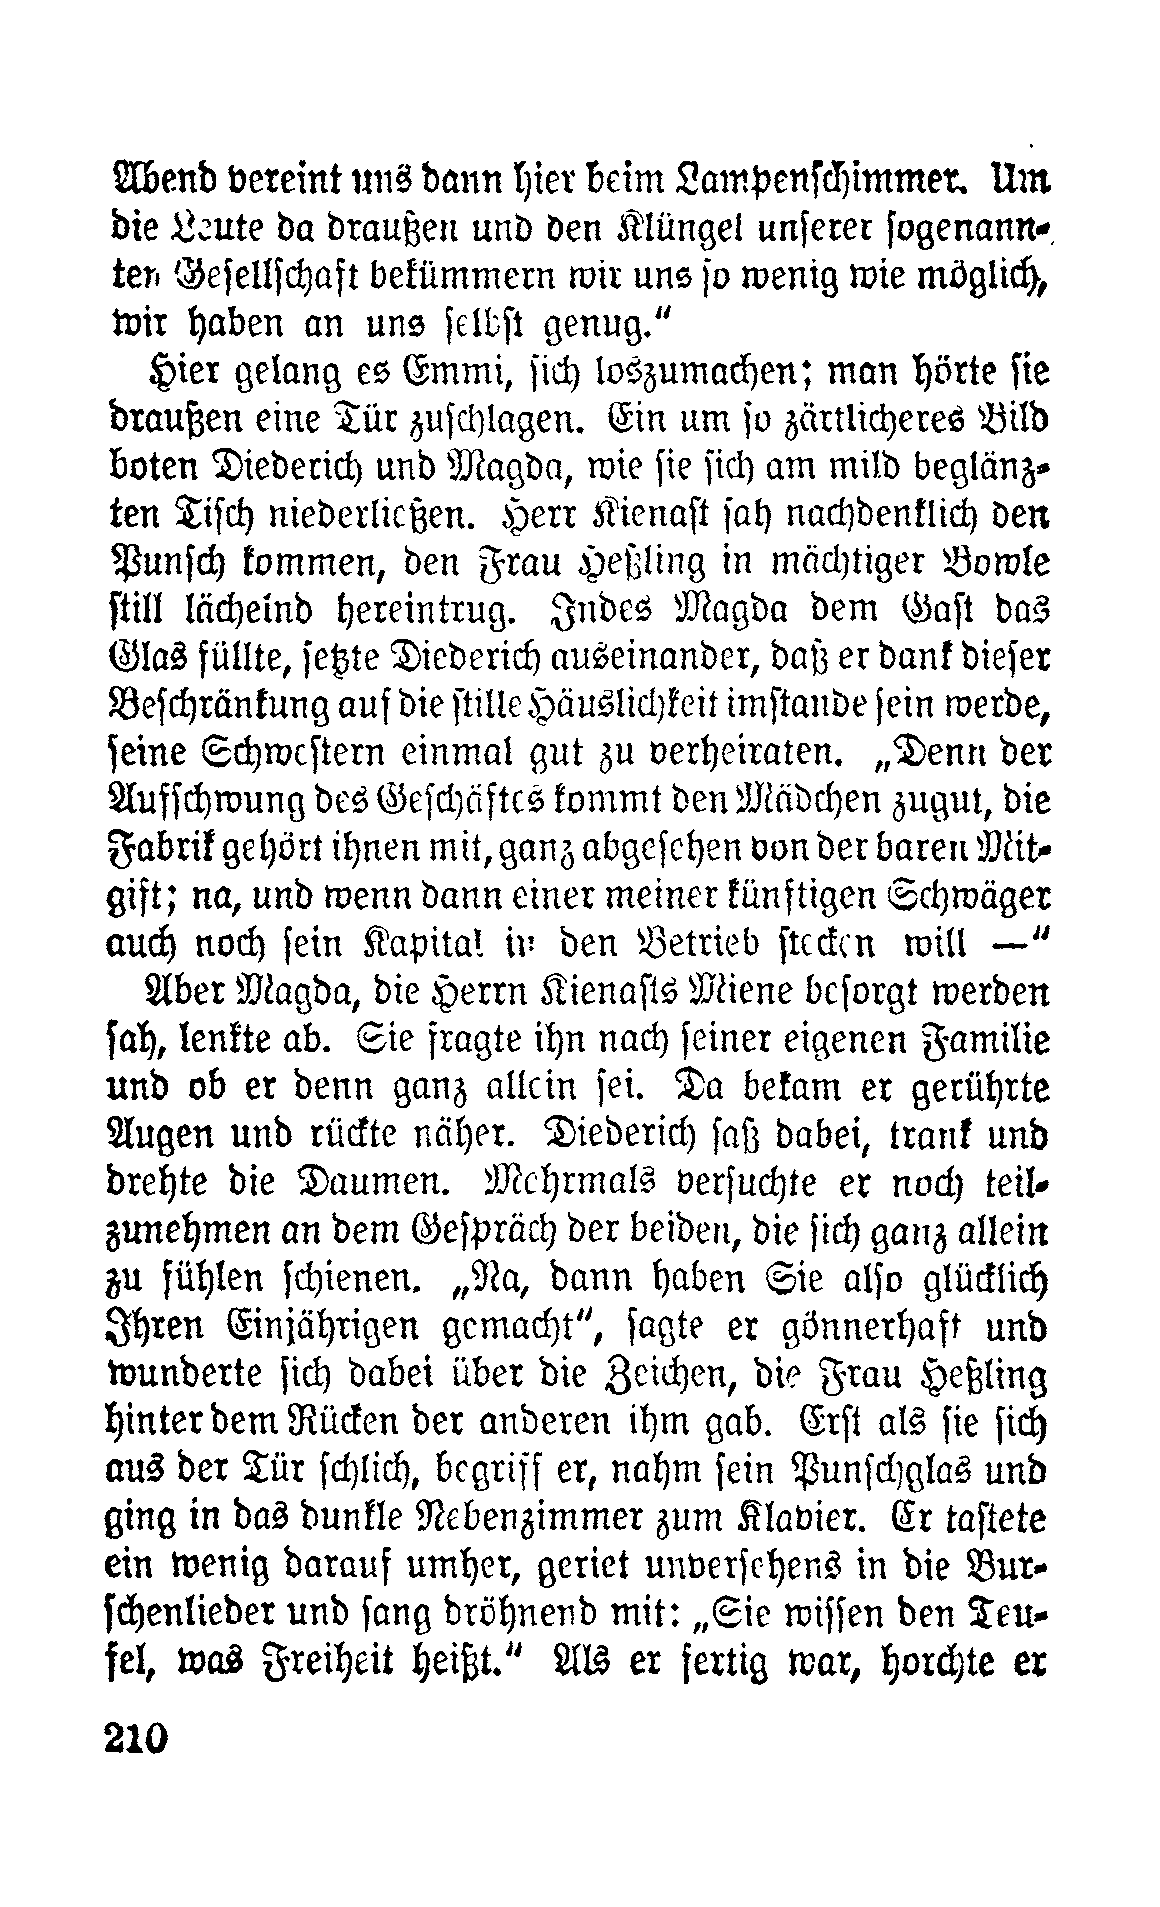 Abend vereint uns dann hier beim Lampenſchimmer. Um
die Leute da draußen und den Klüngel unſerer ſogenann-
ten Geſellſchaft bekümmern wir uns ſo wenig wie möglich,
wir haben an uns ſelbſt genug.“
Hier gelang es Emmi, ſich loszumachen; man hörte ſie
draußen eine Tür zuſchlagen. Ein um ſo zärtlicheres Bild
boten Diederich und Magda, wie ſie ſich am mild beglänz-
ten Tiſch niederließen. Herr Kienaſt ſah nachdenklich den
Punſch kommen, den Frau Heßling in mächtiger Bowle
ſtill lächelnd hereintrug. Indes Magda dem Gaſt das
Glas füllte, ſetzte Diederich auseinander, daß er dank dieſer
Beſchränkung auf die ſtille Häuslichkeit imſtande ſein werde,
ſeine Schweſtern einmal gut zu verheiraten. „Denn der
Aufſchwung des Geſchäftes kommt den Mädchen zugut, die
Fabrik gehört ihnen mit, ganz abgeſehen von der baren Mit-
gift; na, und wenn dann einer meiner künftigen Schwäger
auch noch ſein Kapital in den Betrieb ſtecken will —“
Aber Magda, die Herrn Kienaſts Miene beſorgt werden
ſah, lenkte ab. Sie fragte ihn nach ſeiner eigenen Familie
und ob er denn ganz allein ſei. Da bekam er gerührte
Augen und rückte näher. Diederich ſaß dabei, trank und
drehte die Daumen. Mehrmals verſuchte er noch teil-
zunehmen an dem Geſpräch der beiden, die ſich ganz allein
zu fühlen ſchienen. „Na, dann haben Sie alſo glücklich
Ihren Einjährigen gemacht“, ſagte er gönnerhaft und
wunderte ſich dabei über die Zeichen, die Frau Heßling
hinter dem Rücken der anderen ihm gab. Erſt als ſie ſich
aus der Tür ſchlich, begriff er, nahm ſein Punſchglas und
ging in das dunkle Nebenzimmer zum Klavier. Er taſtete
ein wenig darauf umher, geriet unverſehens in die Bur-
ſchenlieder und ſang dröhnend mit: „Sie wiſſen den Teu-
fel, was Freiheit heißt.“ Als er fertig war, horchte er
210